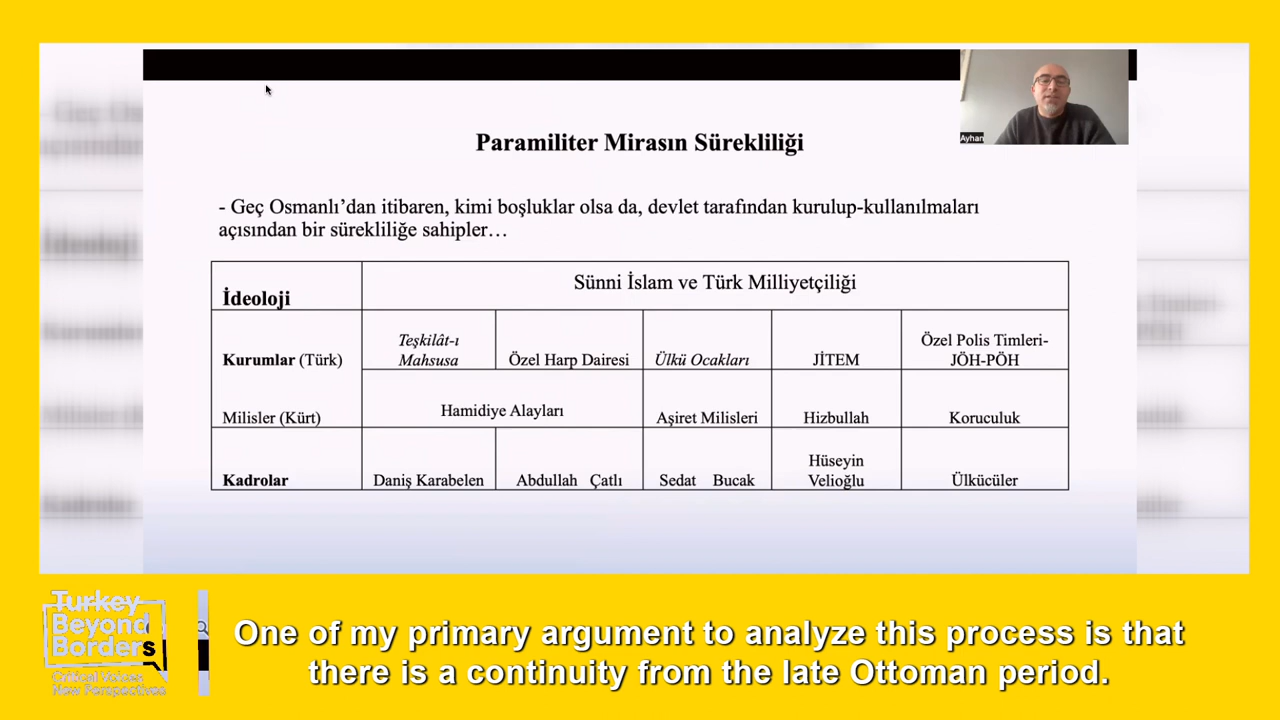 Ayhan
Paramiliter Mirasın Sürekliliği
- Geç Osmanlı’dan itibaren, kimi boşluklar olsa da, devlet tarafından kurulup-kullanılmaları
açısından bir sürekliliğe sahipler…
İdeoloji
Sünni İslam ve Türk Milliyetçiliği
Kurumlar (Türk)
Teşkilât-ı
Mahsusa
Özel Harp Dairesi
Ülkü Ocakları
JİTEM
Özel Polis Timleri-
JÖH-PÖH
Milisler (Kürt)
Hamidiye Alayları
Aşiret Milisleri
Hizbullah
Koruculuk
Kadrolar
Daniş Karabelen
Abdullah Çatlı
Sedat Bucak
Hüseyin
Velioğlu
Ülkücüler
Turkey
Beyond
Borders
Critical Voices
New Perspectives
One of my primary argument to analyze this process is that
there is a continuity from the late Ottoman period.